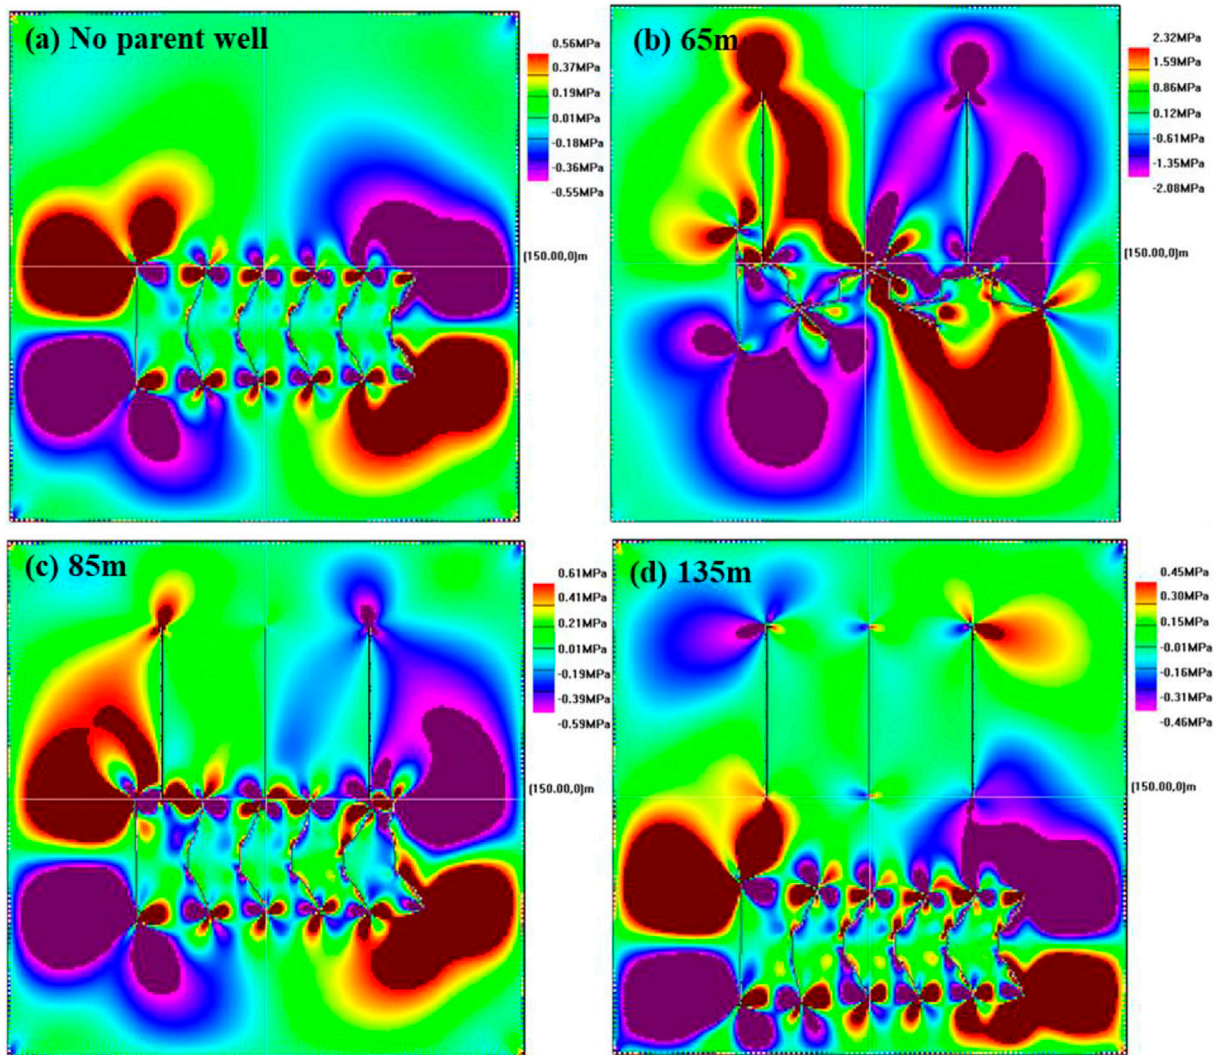 (a) No parent well
0.56MPa
0.37MPa
0.19MPa
0.01MPa
-0.18MPa
-0.36MPa
-0.55MPa
[150.00,0]m
(b) 65m
2.32MPa
1.59MPa
0.86MPa
0.12MPa
-0.61MPa
-1.35MPa
-2.08MPa
[150.00,0]m
(c) 85m
0.61MPa
0.41MPa
0.21MPa
0.01MPa
-0.19MPa
-0.39MPa
-0.59MPa
[150.00,0]m
(d) 135m
0.45MPa
0.30MPa
0.15MPa
-0.01MPa
-0.16MPa
-0.31MPa
-0.46MPa
[150.00,0]m